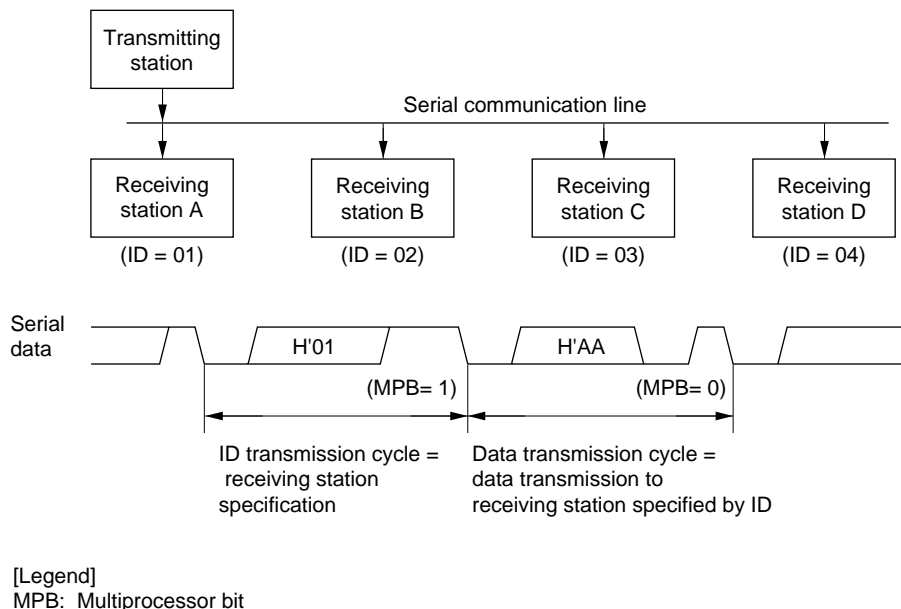 Transmitting
station
Serial communication line
Receiving
station A
Receiving
station B
Receiving
station C
Receiving
station D
(ID = 01)
(ID = 02)
(ID = 03)
(ID = 04)
Serial
data
H'01
H'AA
(MPB= 1)
(MPB= 0)
ID transmission cycle =
receiving station
specification
Data transmission cycle =
data transmission to
receiving station specified by ID
[Legend]
MPB: Multiprocessor bit